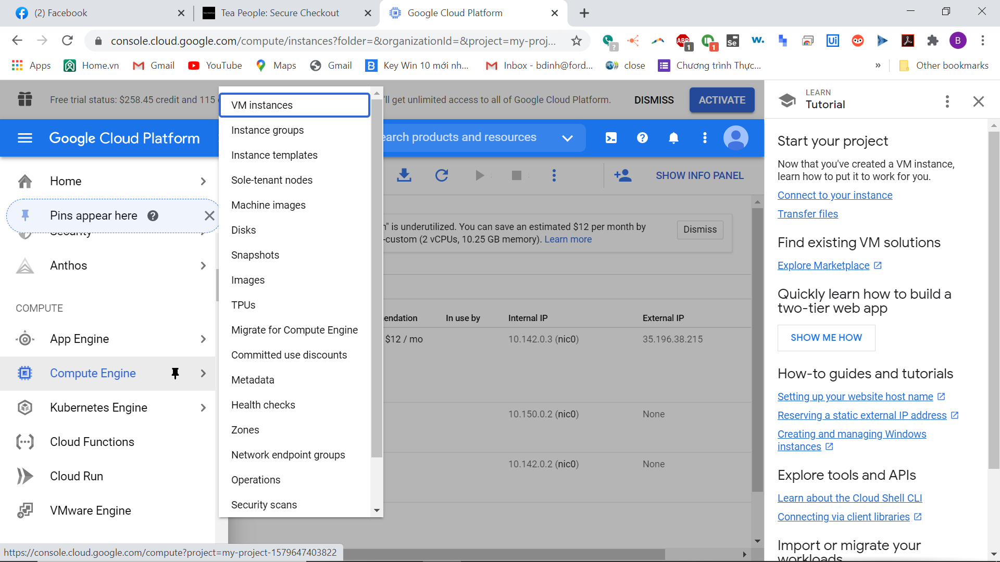 (2) Facebook
Tea People: Secure Checkout
Google Cloud Platform
console.cloud.google.com/compute/instances?folder=&organizationId=&project=my-proj...
?
ABP
1
1
Se
w.
Ui
B
Apps
Home.vn
Gmail
YouTube
Maps
Gmail
B
Key Win 10 mới nh...
Inbox - bdinh@ford...
close
Chương trình Thực...
»
Other bookmarks
Free trial status: $258.45 credit and 115
'll get unlimited access to all of Google Cloud Platform.
DISMISS
ACTIVATE
Google Cloud Platform
earch products and resources
Home
Pins appear here
Security
Anthos
COMPUTE
App Engine
Compute Engine
Kubernetes Engine
Cloud Functions
Cloud Run
VMware Engine
VM instances
Instance groups
Instance templates
Sole-tenant nodes
Machine images
Disks
Snapshots
Images
TPUs
Migrate for Compute Engine
Committed use discounts
Metadata
Health checks
Zones
Network endpoint groups
Operations
Security scans
SHOW INFO PANEL
" is underutilized. You can save an estimated $12 per month by
-custom (2 vCPUs, 10.25 GB memory). Learn more
Dismiss
endation
In use by
Internal IP
External IP
$12 / mo
10.142.0.3 (nic0)
35.196.38.215
10.150.0.2 (nic0)
None
10.142.0.2 (nic0)
None
LEARN
Tutorial
Start your project
Now that you've created a VM instance,
learn how to put it to work for you.
Connect to your instance
Transfer files
Find existing VM solutions
Explore Marketplace
Quickly learn how to build a
two-tier web app
SHOW ME HOW
How-to guides and tutorials
Setting up your website host name
Reserving a static external IP address
Creating and managing Windows
instances
Explore tools and APIs
Learn about the Cloud Shell CLI
Connecting via client libraries
Import or migrate your
workloads
https://console.cloud.google.com/compute?project=my-project-1579647403822